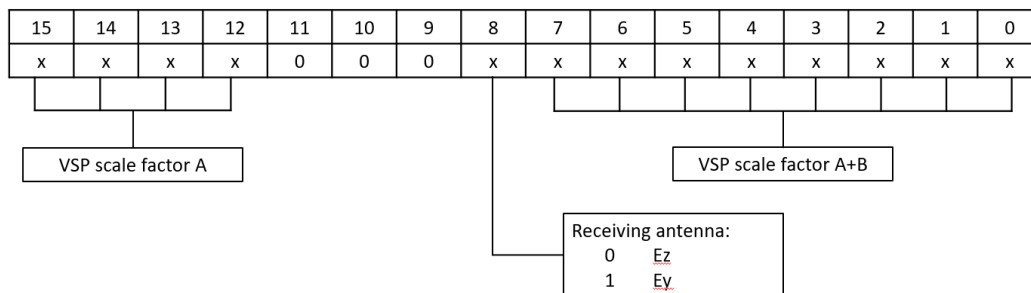 15 14 13 12 11 10 9 8 7 6 5 4 3 2 1 0
x x x x 0 0 0 x x x x x x x x x
VSP scale factor A
VSP scale factor A+B
Receiving antenna:
0 Ez
1 Ey